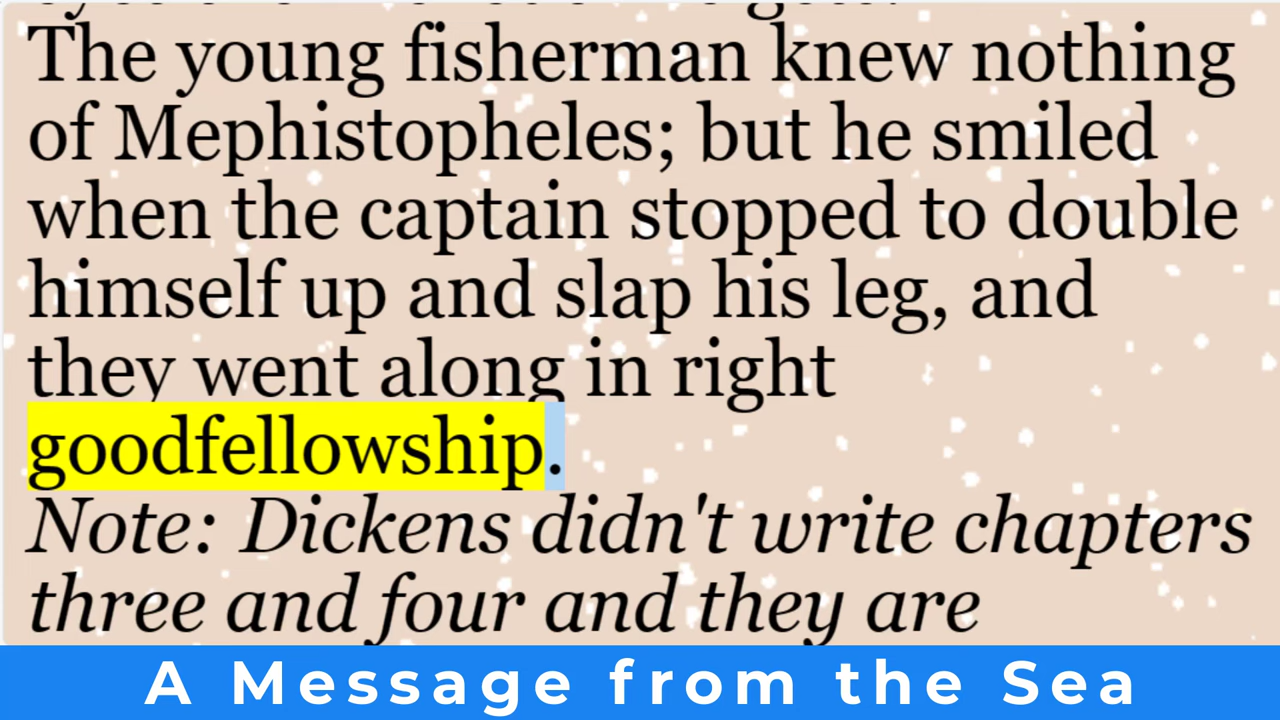 The young fisherman knew nothing
of Mephistopheles; but he smiled
when the captain stopped to double
himself up and slap his leg, and
they went along in right
goodfellowship.
Note: Dickens didn't write chapters
three and four and they are
A Message from the Sea